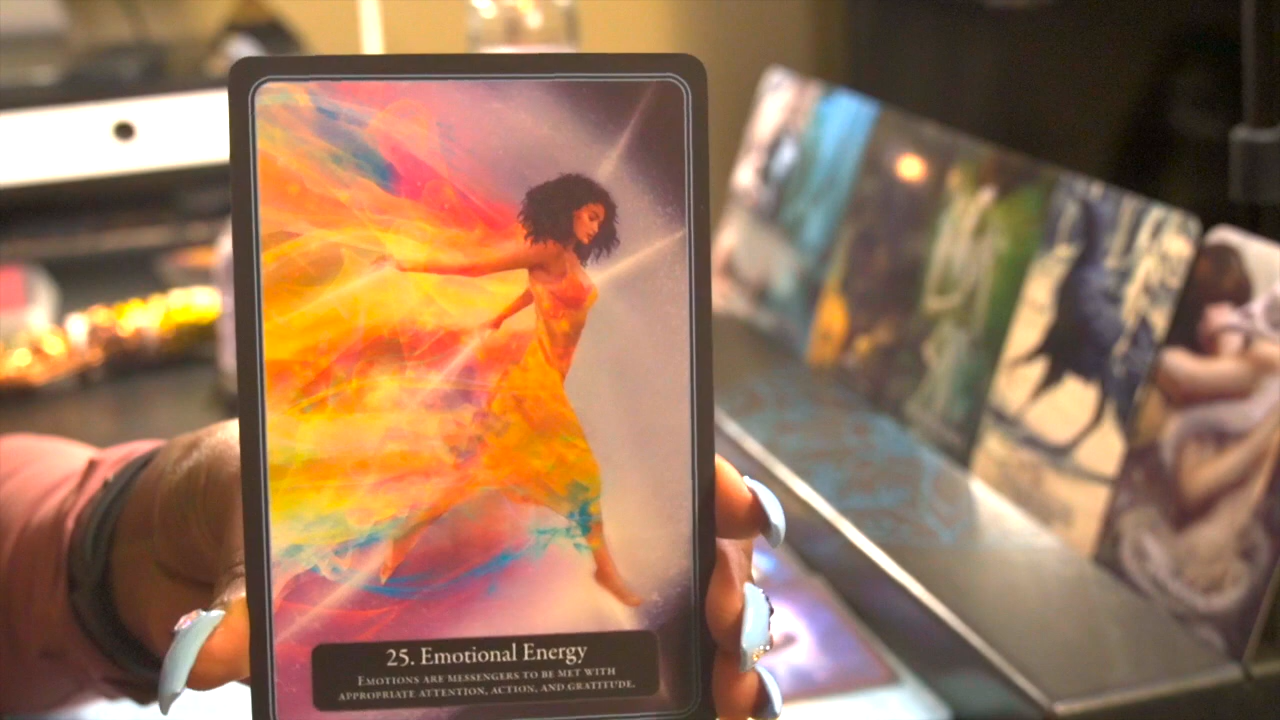 25. Emotional Energy
Emotions are messengers to be met with
appropriate attention, action, and gratitude.